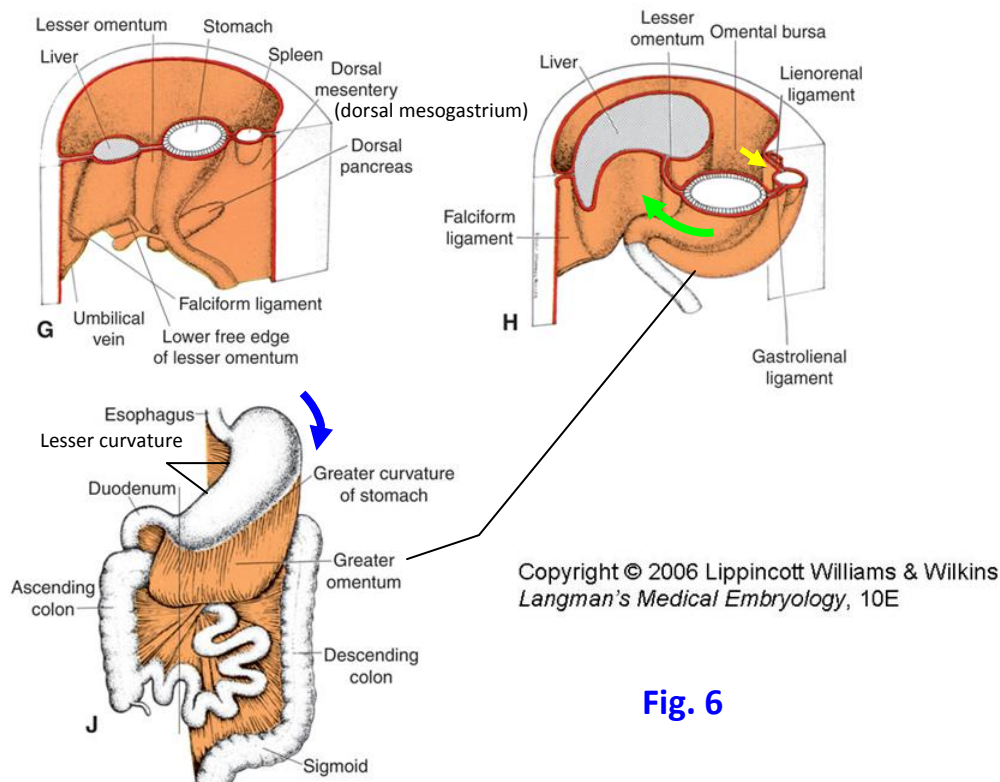 Lesser omentum
Stomach
Liver
Spleen
Dorsal
mesentery
(dorsal mesogastrium)
Dorsal
pancreas
Falciform ligament
Umbilical
vein
Lower free edge
of lesser omentum
G
Lesser
omentum
Omental bursa
Liver
Lienorenal
ligament
Falciform
ligament
H
Gastrolienal
ligament
Esophagus
Lesser curvature
Duodenum
Greater curvature
of stomach
Greater
omentum
Ascending
colon
Descending
colon
J
Sigmoid
Copyright © 2006 Lippincott Williams & Wilkins
Langman's Medical Embryology, 10E
Fig. 6